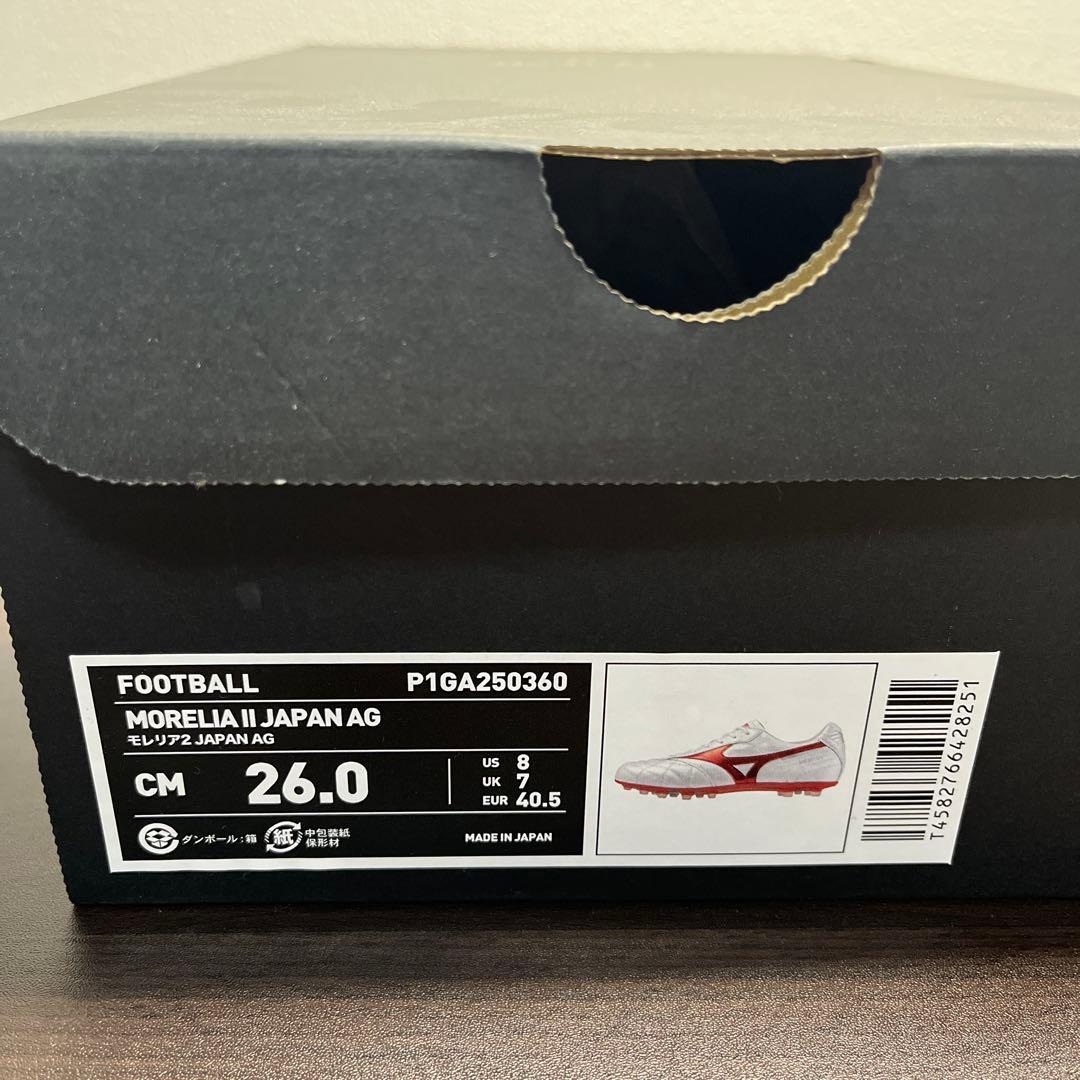 FOOTBALL P1GA250360
MORELIA II JAPAN AG
モレリア2 JAPAN AG
CM 26.0
US 8
UK 7
EUR 40.5
ダンボール:箱
紙 中包装紙
保形材
MADE IN JAPAN
T4582766428251